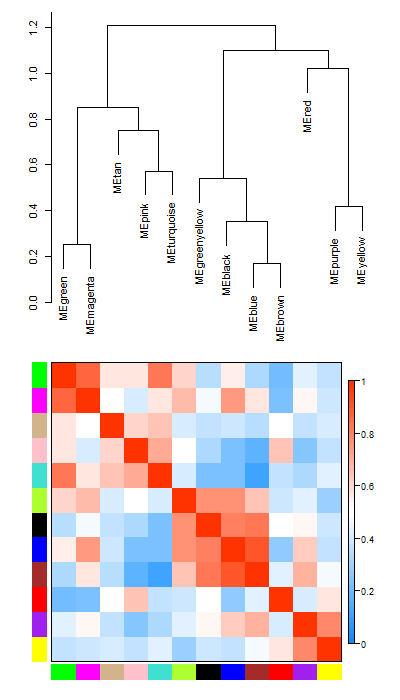 1.2
1.0
0.8
0.6
0.4
0.2
0.0
MEred
MEtan
MEpink
MEturquoise
MEgreenyellow
MEblack
MEpurple
MEyellow
MEgreen
MEmagenta
MEblue
MEbrown
1
0.8
0.6
0.4
0.2
0